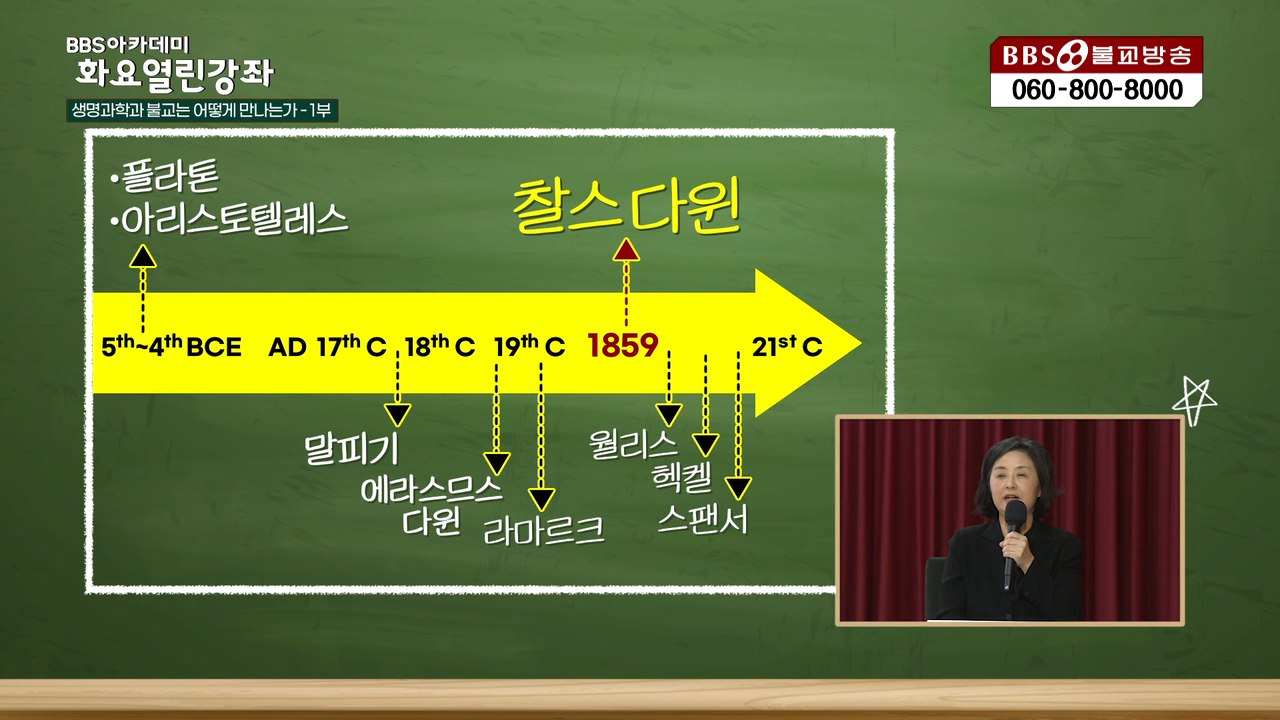 BBS아카데미
화요열린강좌
생명과학과 불교는 어떻게 만나는가 - 1부
BBS 불교방송
060-800-8000
•플라톤
•아리스토텔레스
찰스 다윈
5th~4th BCE AD 17th C 18th C 19th C 1859 21st C
말피기
에라스므스
다윈
라마르크
월리스
헥켈
스팬서